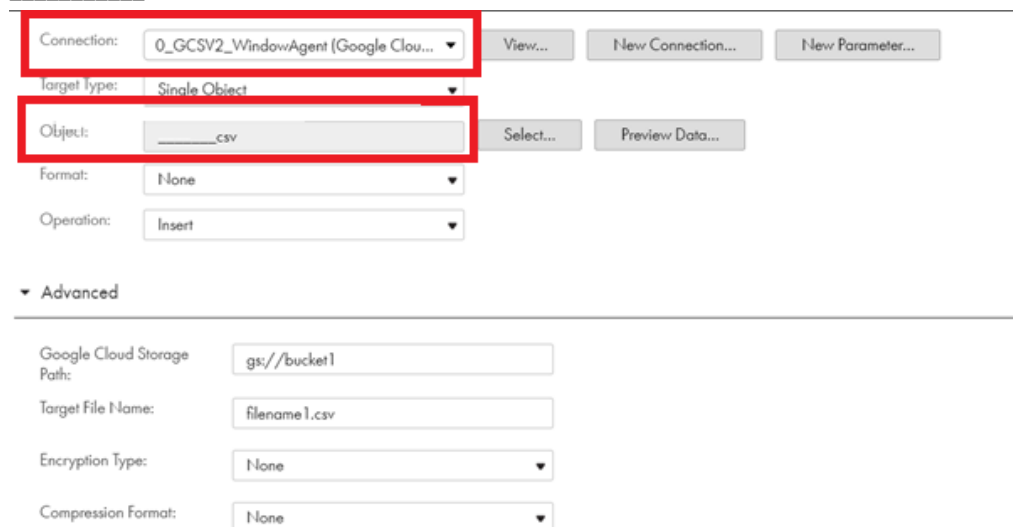 Connection: 0_GCSV2_WindowAgent (Google Clou... View... New Connection... New Parameter...
Target Type: Single Object
Object: _______csv Select... Preview Data...
Format: None
Operation: Insert
Advanced
Google Cloud Storage
Path: gs://bucket1
Target File Name: filename1.csv
Encryption Type: None
Compression Format: None